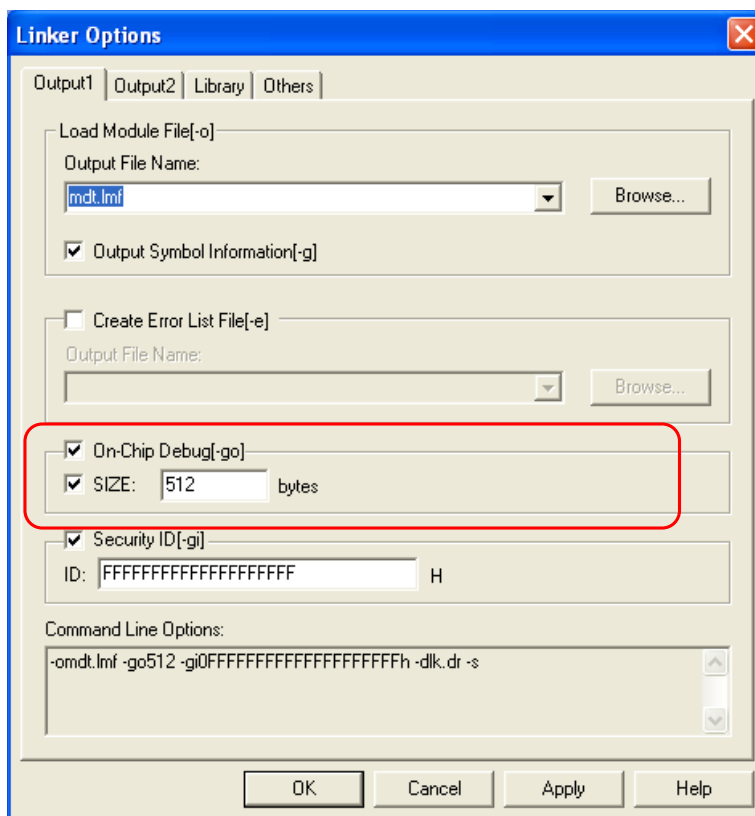 Linker Options
Output1 Output2 Library Others
Load Module File[-o]
Output File Name:
mdt.lmf Browse...
Output Symbol Information[-g]
Create Error List File[-e]
Output File Name:
Browse...
On-Chip Debug[-go]
SIZE: 512 bytes
Security ID[-gi]
ID: FFFFFFFFFFFFFFFFFFFF H
Command Line Options:
-omdt.lmf -go512 -gi0FFFFFFFFFFFFFFFFFFFFh -dlk.dr -s
OK Cancel Apply Help